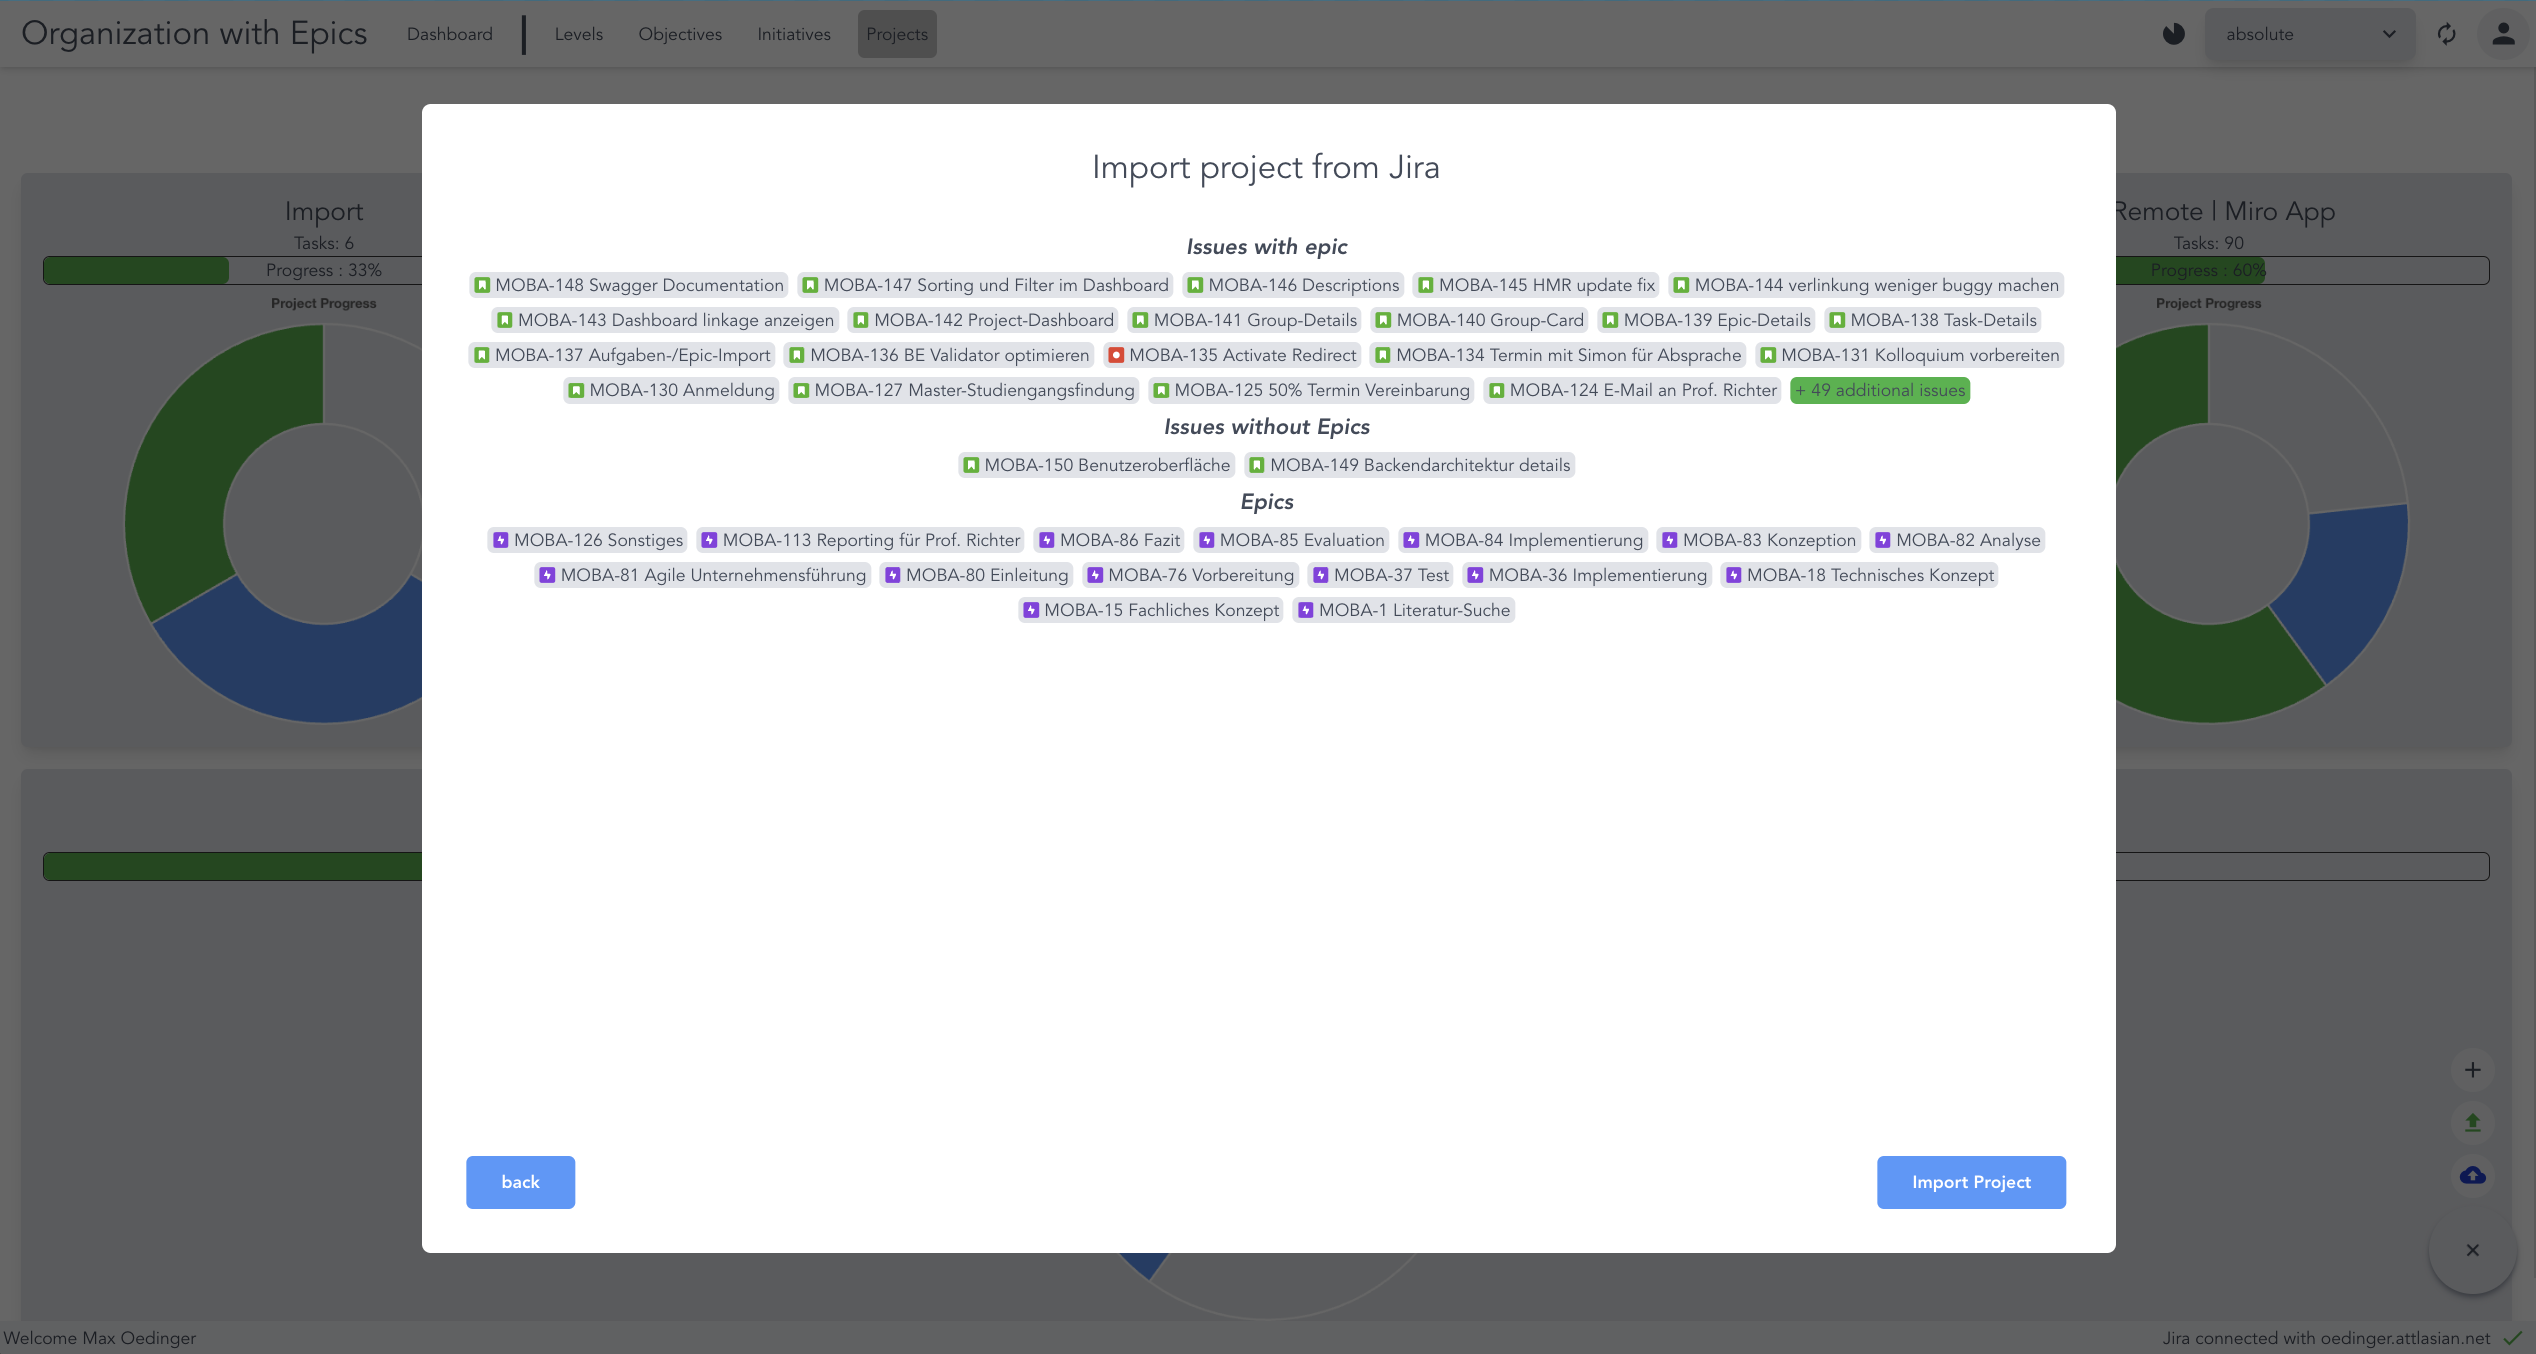 Organization with Epics Dashboard Levels Objectives Initiatives Projects absolute
Import project from Jira
Import
Tasks: 6
Progress : 33%
Project Progress
Remote | Miro App
Tasks: 90
Progress : 60%
Project Progress
Issues with epic
MOBA-148 Swagger Documentation MOBA-147 Sorting und Filter im Dashboard MOBA-146 Descriptions MOBA-145 HMR update fix MOBA-144 verlinkung weniger buggy machen
MOBA-143 Dashboard linkage anzeigen MOBA-142 Project-Dashboard MOBA-141 Group-Details MOBA-140 Group-Card MOBA-139 Epic-Details MOBA-138 Task-Details
MOBA-137 Aufgaben-/Epic-Import MOBA-136 BE Validator optimieren MOBA-135 Activate Redirect MOBA-134 Termin mit Simon für Absprache MOBA-131 Kolloquium vorbereiten
MOBA-130 Anmeldung MOBA-127 Master-Studiengangsfindung MOBA-125 50% Termin Vereinbarung MOBA-124 E-Mail an Prof. Richter + 49 additional issues
Issues without Epics
MOBA-150 Benutzeroberfläche MOBA-149 Backendarchitektur details
Epics
MOBA-126 Sonstiges MOBA-113 Reporting für Prof. Richter MOBA-86 Fazit MOBA-85 Evaluation MOBA-84 Implementierung MOBA-83 Konzeption MOBA-82 Analyse
MOBA-81 Agile Unternehmensführung MOBA-80 Einleitung MOBA-76 Vorbereitung MOBA-37 Test MOBA-36 Implementierung MOBA-18 Technisches Konzept
MOBA-15 Fachliches Konzept MOBA-1 Literatur-Suche
back Import Project
Welcome Max Oedinger Jira connected with oedinger.attlasian.net